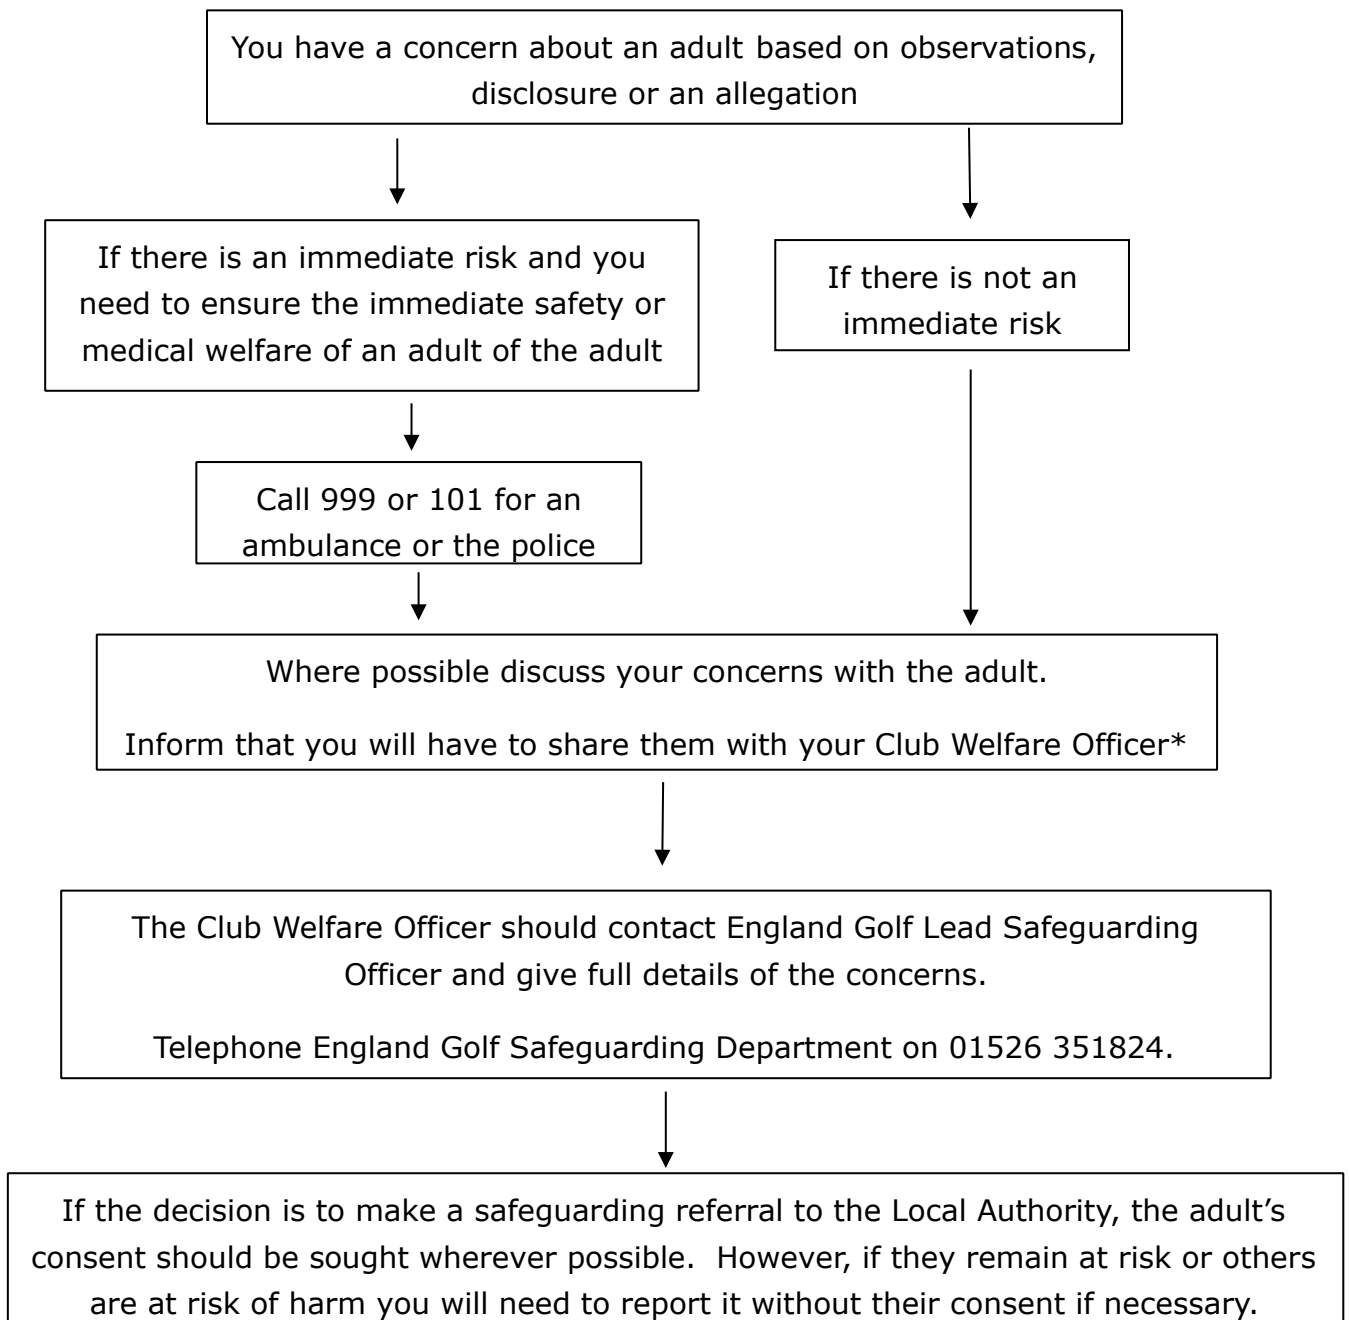 You have a concern about an adult based on observations,
disclosure or an allegation
If there is an immediate risk and you
need to ensure the immediate safety or
medical welfare of an adult of the adult
If there is not an
immediate risk
Call 999 or 101 for an
ambulance or the police
Where possible discuss your concerns with the adult.
Inform that you will have to share them with your Club Welfare Officer*
The Club Welfare Officer should contact England Golf Lead Safeguarding
Officer and give full details of the concerns.
Telephone England Golf Safeguarding Department on 01526 351824.
If the decision is to make a safeguarding referral to the Local Authority, the adult’s
consent should be sought wherever possible.  However, if they remain at risk or others
are at risk of harm you will need to report it without their consent if necessary.